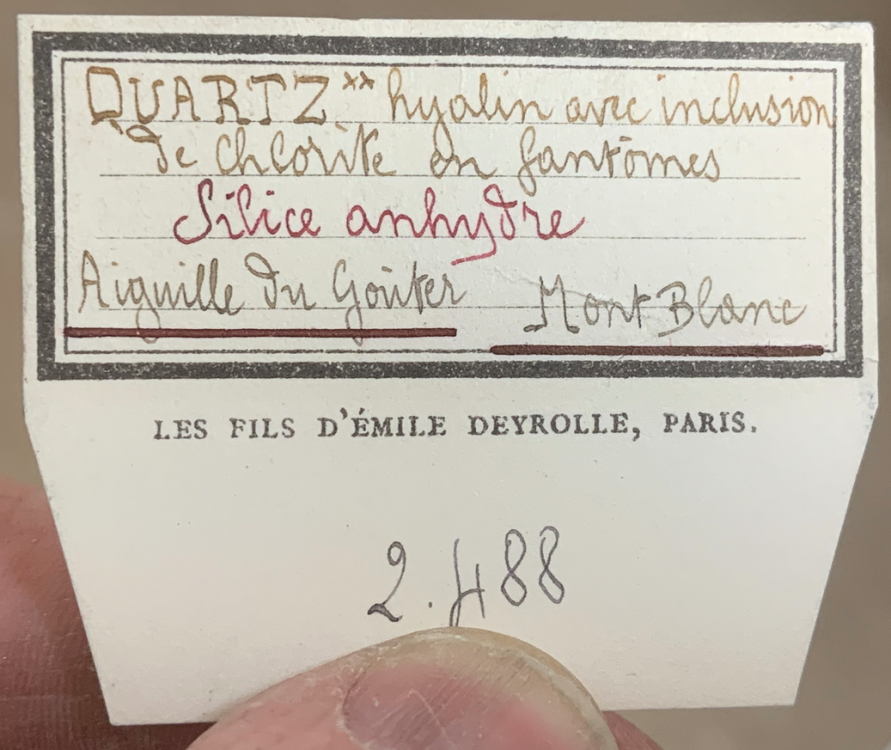 QUARTZ** hyalin avec inclusion
de chlorite en fantômes
Silice anhydre
Aiguille du Goûter Mont Blanc
LES FILS D'ÉMILE DEYROLLE, PARIS.
2.488